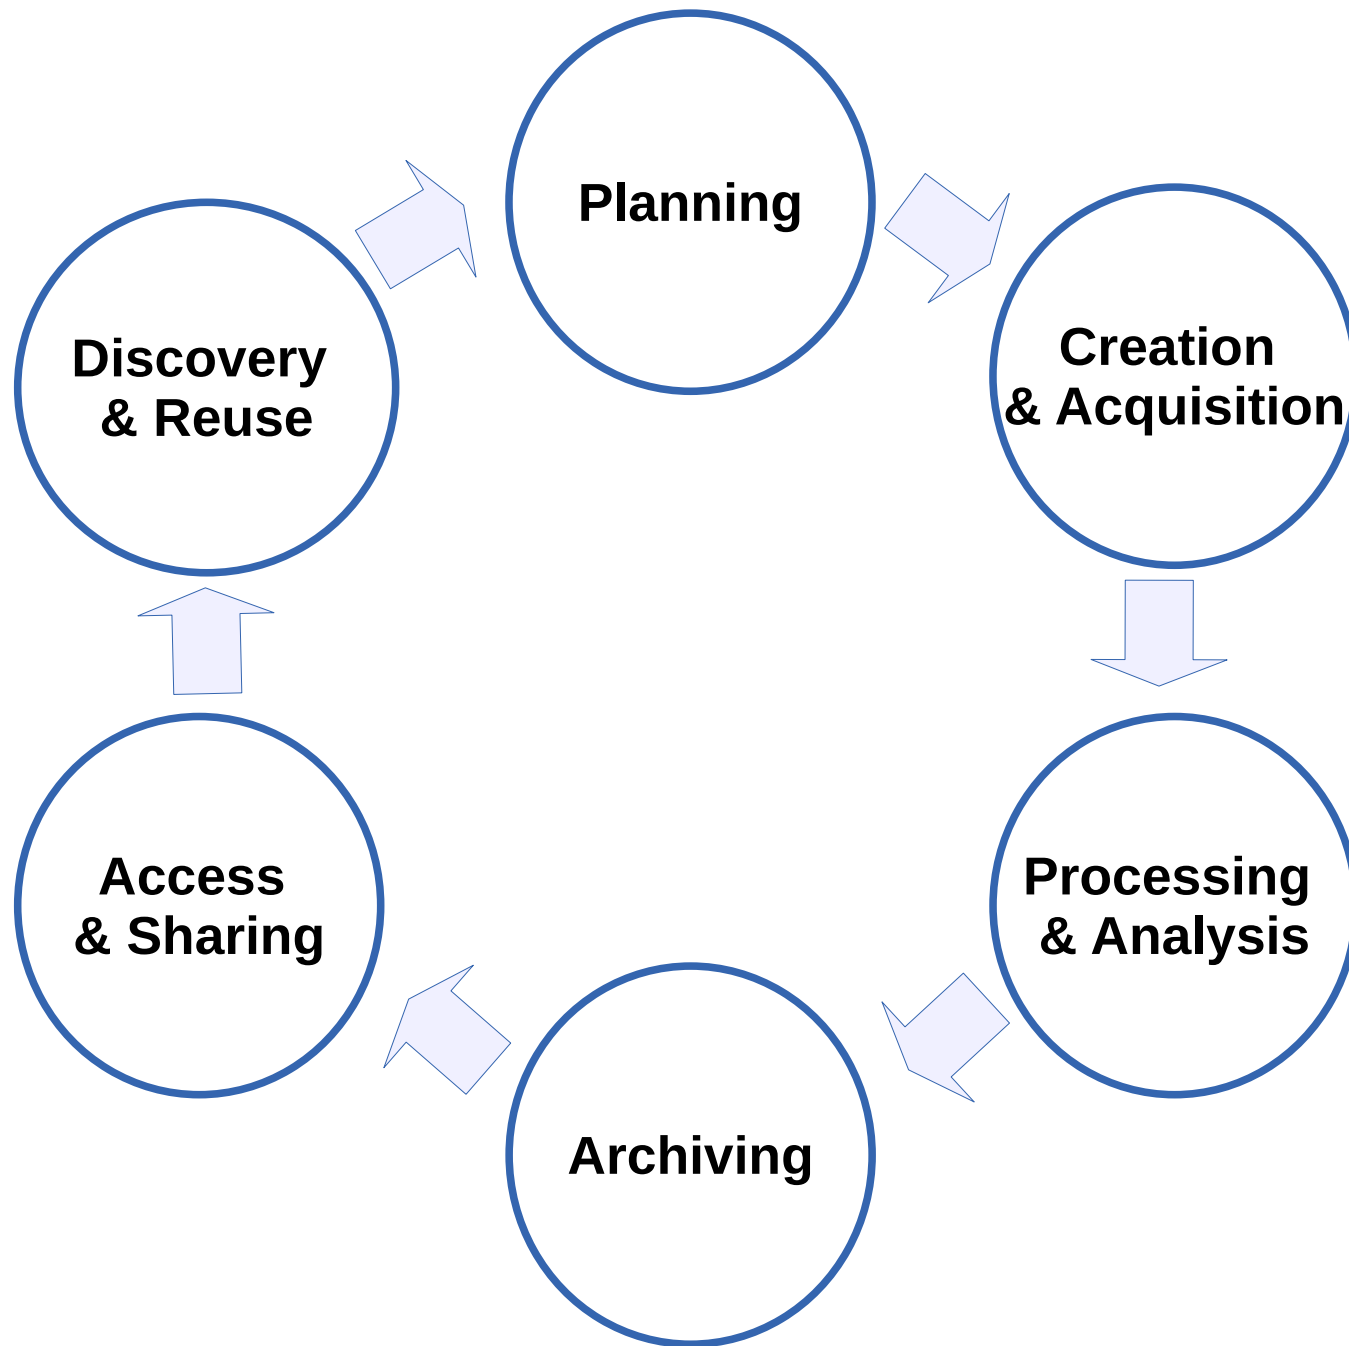 Planning
Creation
& Acquisition
Processing
& Analysis
Archiving
Access
& Sharing
Discovery
& Reuse